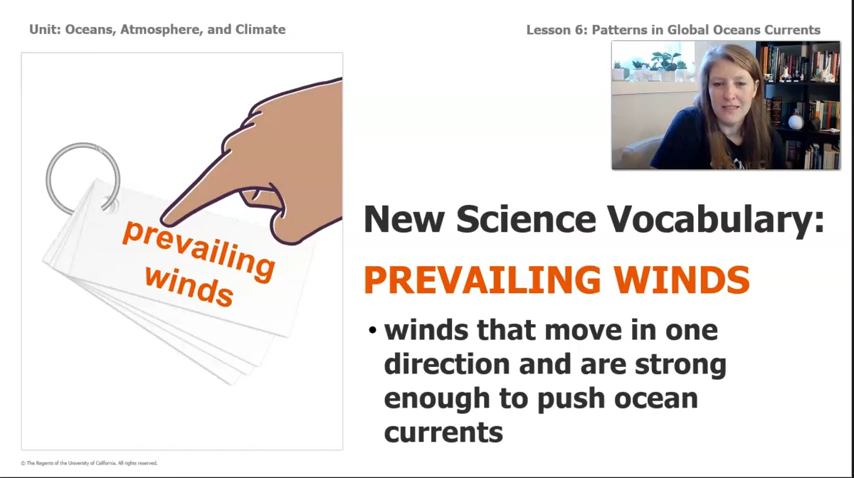 Unit: Oceans, Atmosphere, and Climate
Lesson 6: Patterns in Global Oceans Currents
prevailing
winds
New Science Vocabulary:
PREVAILING WINDS
• winds that move in one
direction and are strong
enough to push ocean
currents
© The Regents of the University of California. All rights reserved.